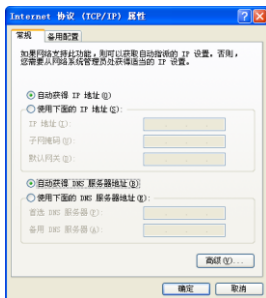 Internet 协议 (TCP/IP) 属性
常规 备用配置
如果网络支持此功能，则可以获取自动指派的 IP 设置。否则，
您需要从网络系统管理员处获得适当的 IP 设置。
自动获得 IP 地址(O)
使用下面的 IP 地址(S):
IP 地址(I):
子网掩码(U):
默认网关(D):
自动获得 DNS 服务器地址(B)
使用下面的 DNS 服务器地址(E):
首选 DNS 服务器(P):
备用 DNS 服务器(A):
高级(V)...
确定 取消